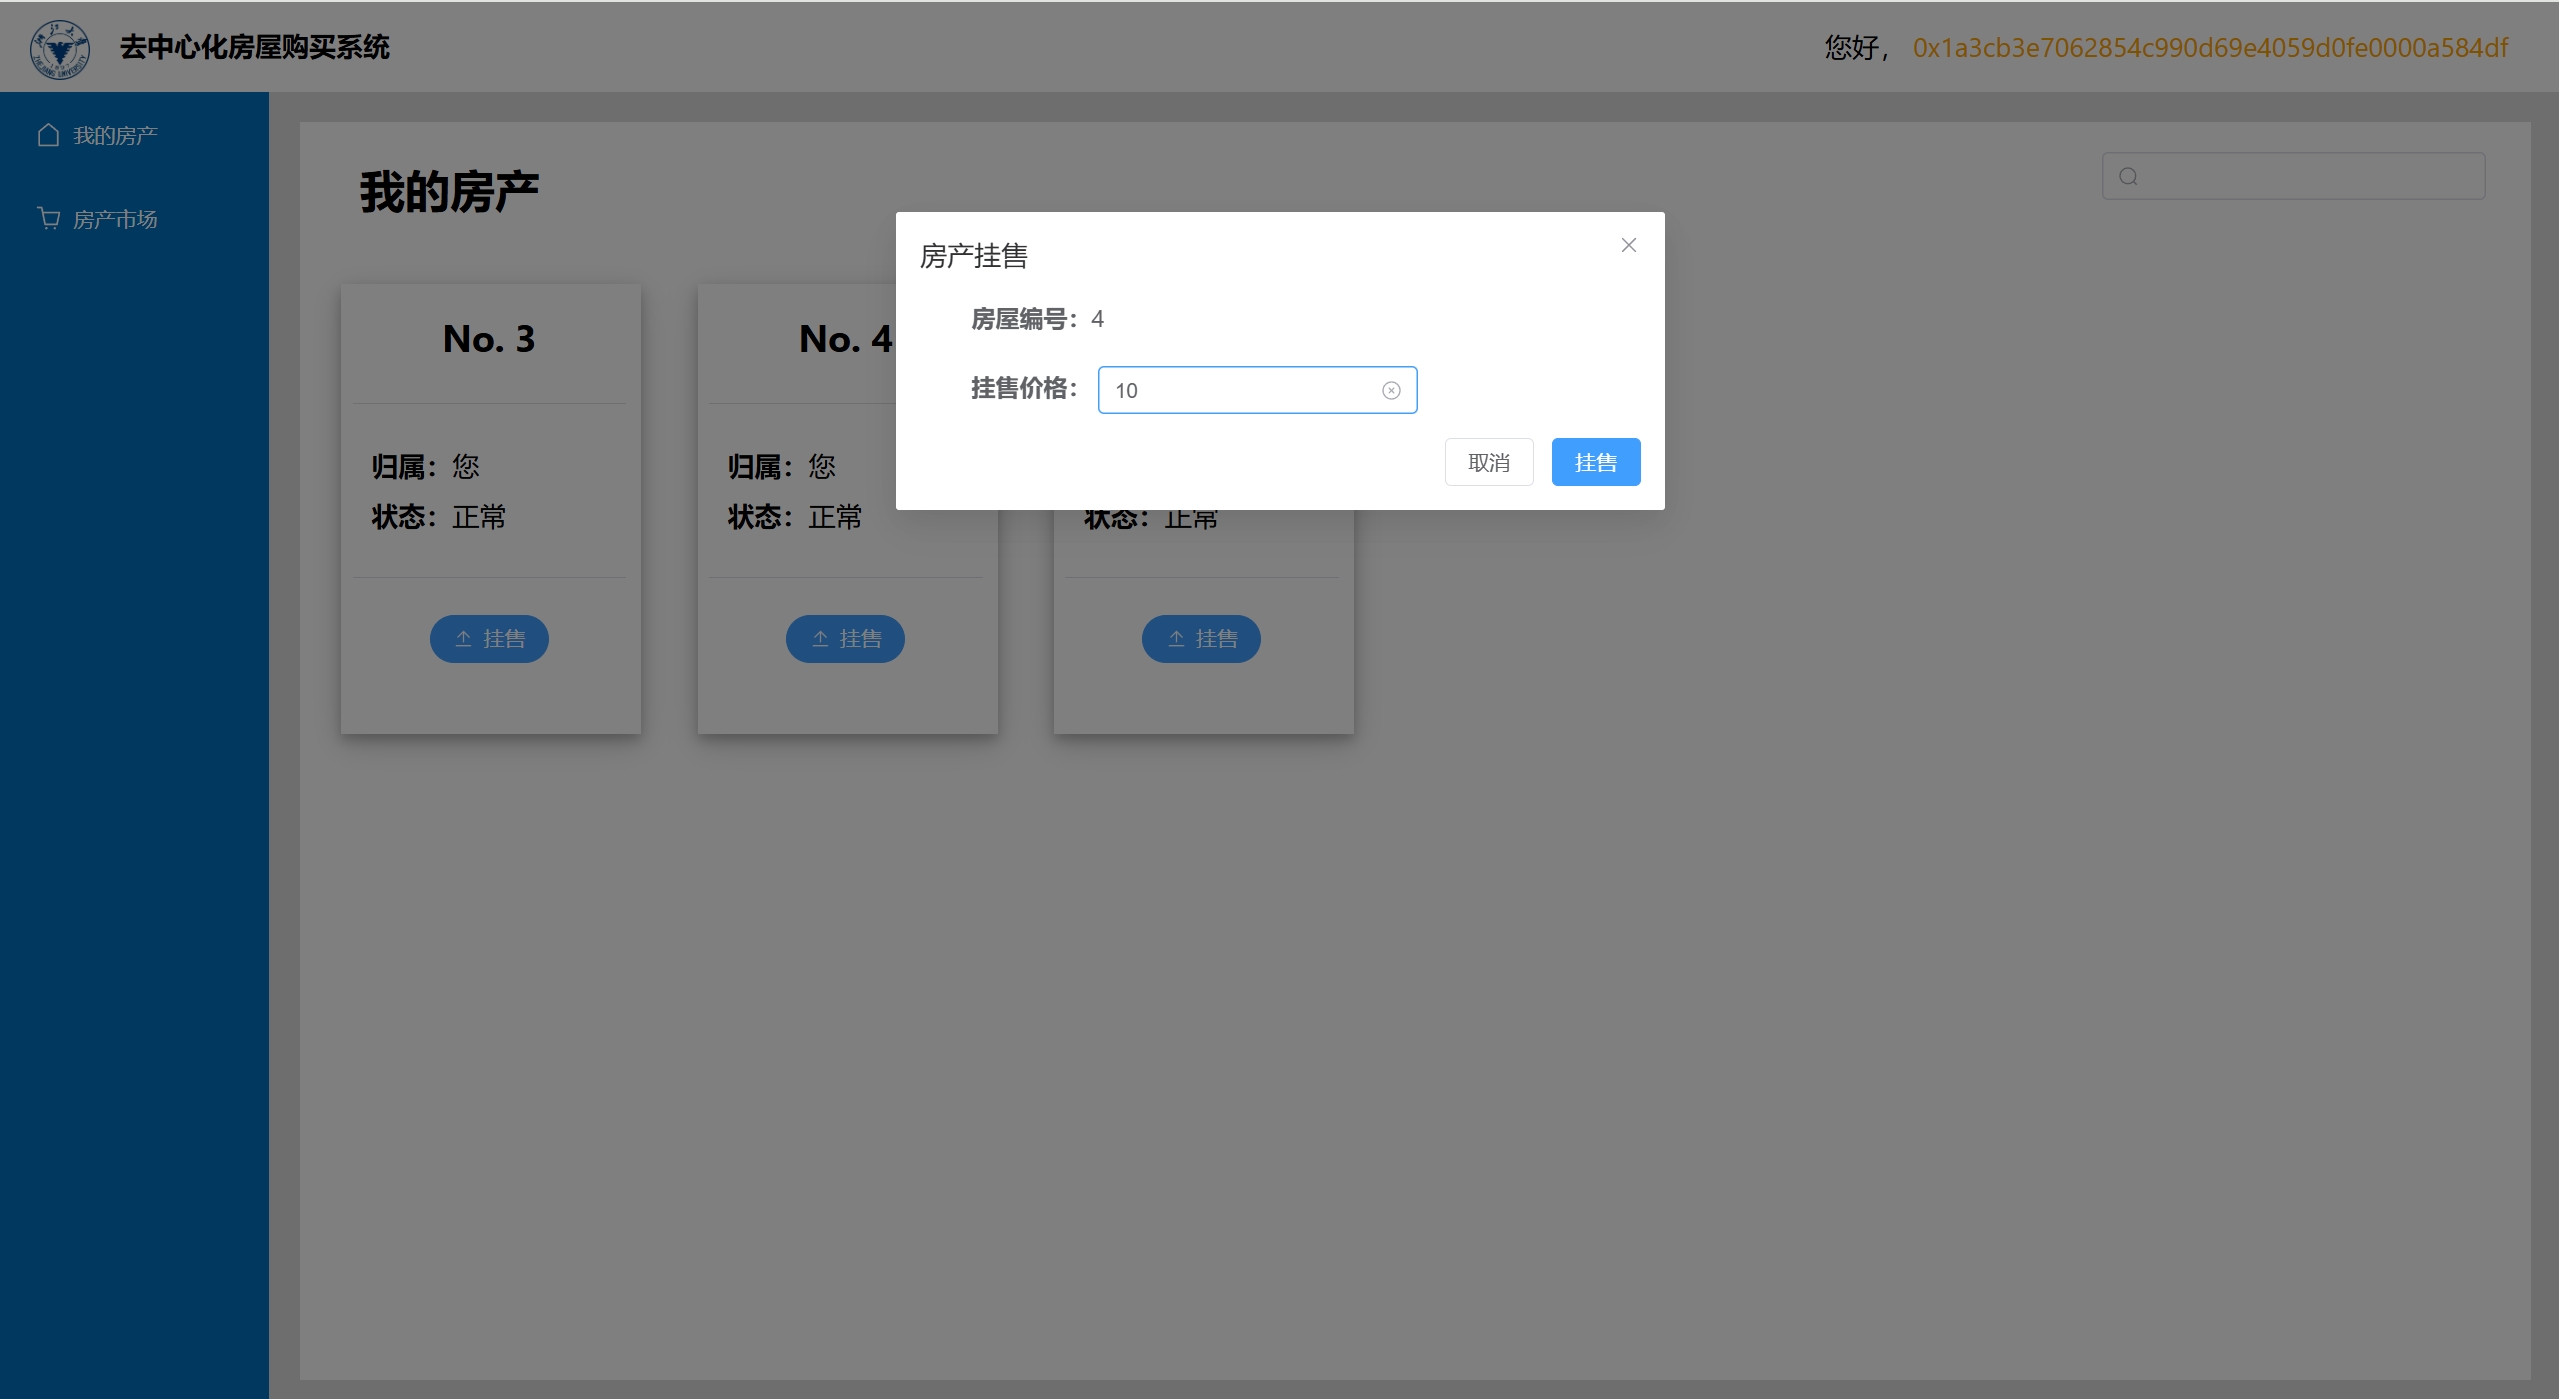 去中心化房屋购买系统
您好， 0x1a3cb3e7062854c990d69e4059d0fe0000a584df
我的房产
房产市场
我的房产
房产挂售
房屋编号：4
挂售价格：10
取消 挂售
No. 3
归属：您
状态：正常
挂售
No. 4
归属：您
状态：正常
挂售
状态：正常
挂售